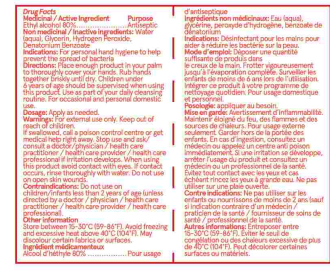 Drug Facts
Medicinal / Active Ingredient Purpose
Ethyl alcohol 80% ............... Antiseptic
Non medicinal / Inactive ingredients: Water
(aqua), Glycerin, Hydrogen Peroxide,
Denatonium Benzoate
Indications: For personal hand hygiene to help
prevent the spread of bacteria
Directions: Place enough product in your palm
to thoroughly cover your hands. Rub hands
together briskly until dry. Children under
6 years of age should be supervised when using
this product. Use as part of your daily cleansing
routine. For occasional and personal domestic
use.
Dosage: Apply as needed.
Warning: For external use only. Keep out of
reach of children.
If swallowed, call a poison control centre or get
medical help right away. Stop use and ask/
consult a doctor/physician / health care
practitioner / health care provider / health care
professional if irritation develops. When using
this product avoid contact with eyes. If contact
occurs, rinse thoroughly with water. Do not use
on open skin wounds.
Contraindications: Do not use on
children/infants less than 2 years of age (unless
directed by a doctor / physician / health care
practitioner / health care provider / health care
professional).
Other information
Store between 15-30°C (59-86°F). Avoid freezing
and excessive heat above 40°C (104°F). May
discolour certain fabrics or surfaces.
Ingrédient médicamenteux
Alcool d'éthyle 80% ............... Pour usage
d'antiseptique
Ingrédients non médicinaux: Eau (aqua),
glycérine, peroxyde d'hydrogène, benzoate de
dénatonium
Indications: Désinfectant pour les mains pour
aider à réduire les bactérie sur la peau.
Mode d'emploi: Déposer une quantité
suffisante de produits dans
le creux de la main. Frotter vigoureusement
jusqu'à l'évaporation complète. Surveiller les
enfants de moins de 6 ans lors de l'utilisation.
Intégrer ce produit à votre programme de
nettoyage quotidien. Pour usage domestique
et personnel.
Posologie: appliquer au besoin.
Mise en garde: Avertissement d'inflammabilité.
Maintenir éloigné du feu, des flammes et des
sources de chaleurs. Pour usage externe
seulement. Garder hors de la portée des
enfants. En cas d'ingestion, consultez un
médecin ou appelez un centre anti poison
immédiatement. Si une irritation se développe,
arrêter l'usage du produit et consultez un
médecin ou un professionnel de la santé.
Évitez tout contact avec les yeux et cas
échéant rincez les yeux à grande eau. Ne pas
utiliser sur une plaie ouverte.
Contre indications: Ne pas utiliser sur les
enfants ou nourrissons de moins de 2 ans (sauf
si indication contraire d'un médecin /
praticien de la santé / fournisseur de soins de
santé / professionnel de la santé.
Autres informations: Entreposer entre
15-30°C (59-86°F). Éviter le seuil de
congélation ou des chaleurs excessive de plus
de 40°C (104°F). Peut décolorer certaines
surfaces ou matériels.